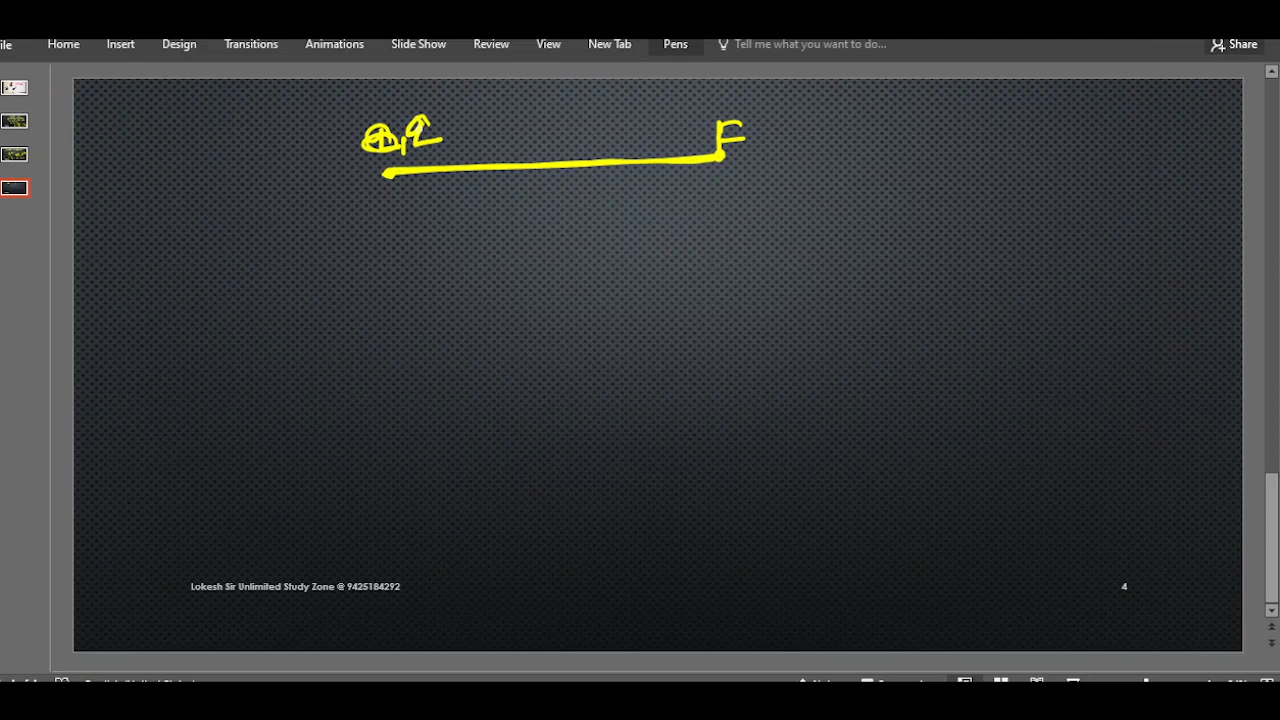 ile Home Insert Design Transitions Animations Slide Show Review View New Tab Pens Tell me what you want to do... Share
F
Lokesh Sir Unlimited Study Zone @ 9425184292 4